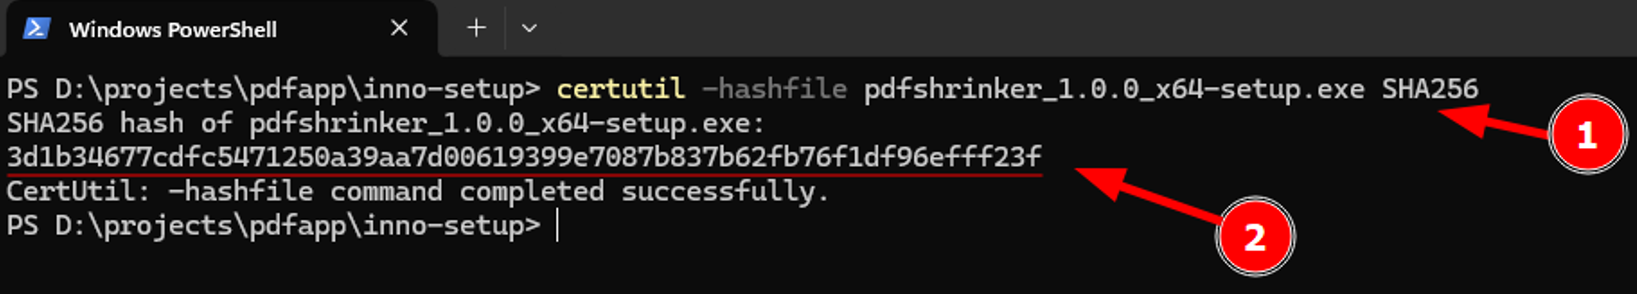 Windows PowerShell
PS D:\projects\pdfapp\inno-setup> certutil -hashfile pdfshrinker_1.0.0_x64-setup.exe SHA256
SHA256 hash of pdfshrinker_1.0.0_x64-setup.exe:
3d1b34677cdfc5471250a39aa7d00619399e7087b837b62fb76f1df96efff23f
CertUtil: -hashfile command completed successfully.
PS D:\projects\pdfapp\inno-setup>
1
2